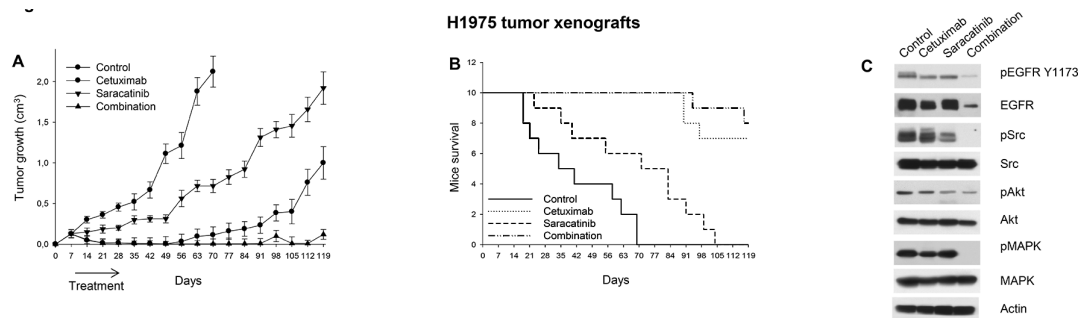 H1975 tumor xenografts
A
Control
Cetuximab
Saracatinib
Combination
Tumor growth (cm³)
2,0
1,5
1,0
0,5
0,0
0 7 14 21 28 35 42 49 56 63 70 77 84 91 98 105 112 119
Treatment
Days
B
Mice survival
12
10
8
6
4
2
0
Control
Cetuximab
Saracatinib
Combination
0 7 14 21 28 35 42 49 56 63 70 77 84 91 98 105 112 119
Days
C
Control
Cetuximab
Saracatinib
Combination
pEGFR Y1173
EGFR
pSrc
Src
pAkt
Akt
pMAPK
MAPK
Actin